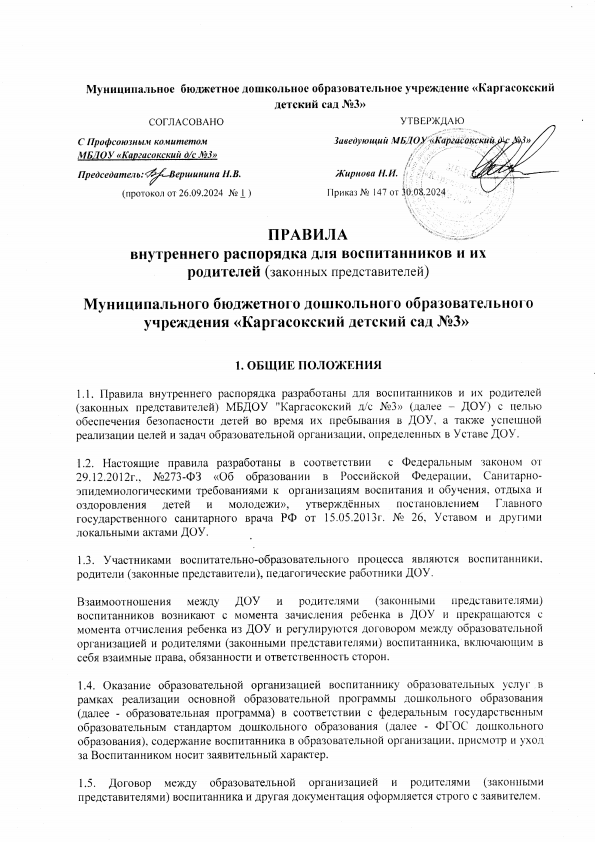 Муниципальное бюджетное дошкольное образовательное учреждение «Каргасокский
детский сад №3»
СОГЛАСОВАНО УТВЕРЖДАЮ
С Профсоюзным комитетом Заведующий МБДОУ «Каргасокский д/с №3»
МБДОУ «Каргасокский д/с №3»
Председатель: Вершинина Н.В. Жирнова Н.И.
(протокол от 26.09.2024 № 1 ) Приказ № 147 от 30.08.2024
ПРАВИЛА
внутреннего распорядка для воспитанников и их
родителей (законных представителей)
Муниципального бюджетного дошкольного образовательного
учреждения «Каргасокский детский сад №3»
1. ОБЩИЕ ПОЛОЖЕНИЯ
1.1. Правила внутреннего распорядка разработаны для воспитанников и их родителей
(законных представителей) МБДОУ "Каргасокский д/с №3» (далее – ДОУ) с целью
обеспечения безопасности детей во время их пребывания в ДОУ, а также успешной
реализации целей и задач образовательной организации, определенных в Уставе ДОУ.
1.2. Настоящие правила разработаны в соответствии с Федеральным законом от
29.12.2012г., №273-ФЗ «Об образовании в Российской Федерации, Санитарно-
эпидемиологическими требованиями к организациям воспитания и обучения, отдыха и
оздоровления детей и молодежи», утверждённых постановлением Главного
государственного санитарного врача РФ от 15.05.2013г. № 26, Уставом и другими
локальными актами ДОУ.
1.3. Участниками воспитательно-образовательного процесса являются воспитанники,
родители (законные представители), педагогические работники ДОУ.
Взаимоотношения между ДОУ и родителями (законными представителями)
воспитанников возникают с момента зачисления ребенка в ДОУ и прекращаются с
момента отчисления ребенка из ДОУ и регулируются договором между образовательной
организацией и родителями (законными представителями) воспитанника, включающим в
себя взаимные права, обязанности и ответственность сторон.
1.4. Оказание образовательной организацией воспитаннику образовательных услуг в
рамках реализации основной образовательной программы дошкольного образования
(далее - образовательная программа) в соответствии с федеральным государственным
образовательным стандартом дошкольного образования (далее - ФГОС дошкольного
образования), содержание воспитанника в образовательной организации, присмотр и уход
за Воспитанником носит заявительный характер.
1.5. Договор между образовательной организацией и родителями (законными
представителями) воспитанника и другая документация оформляется строго с заявителем.